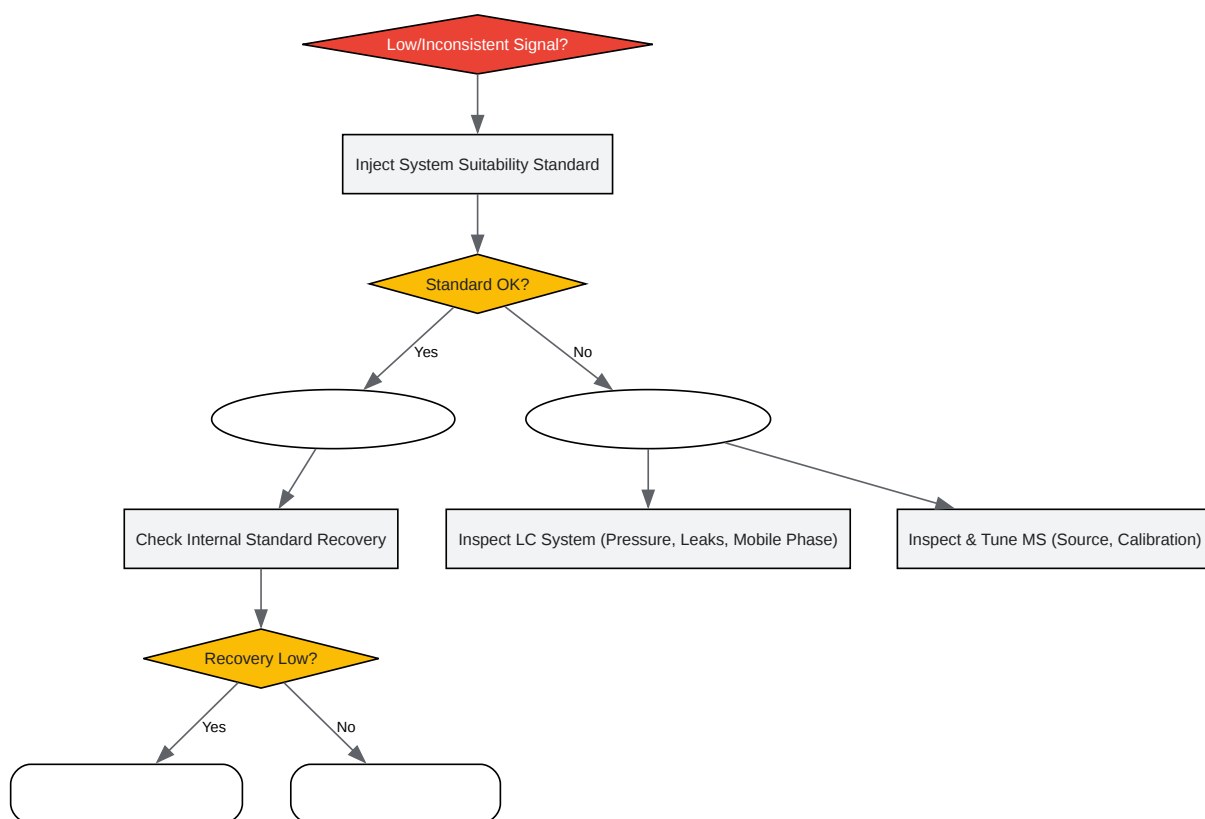 Low/Inconsistent Signal?
Inject System Suitability Standard
Standard OK?
Yes
No
Check Internal Standard Recovery
Inspect LC System (Pressure, Leaks, Mobile Phase)
Inspect & Tune MS (Source, Calibration)
Recovery Low?
Yes
No